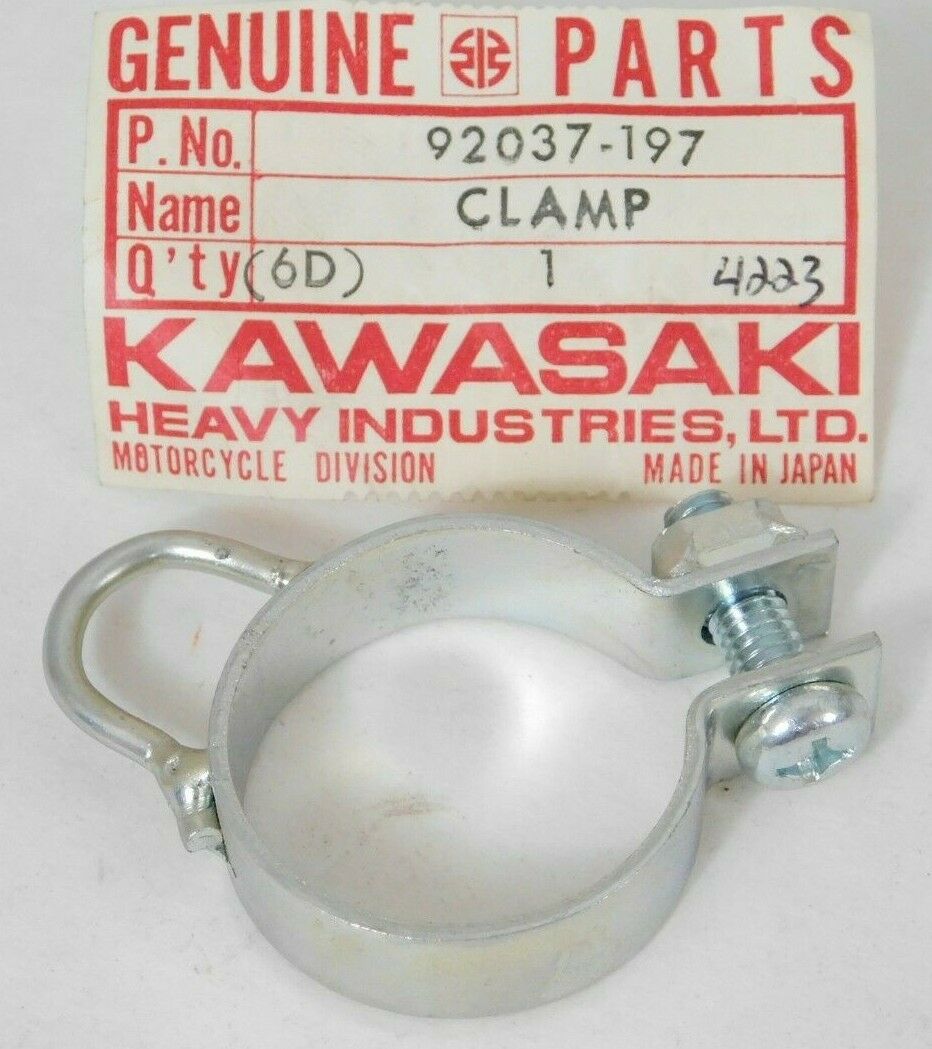 GENUINE PARTS
P. No. 92037-197
Name CLAMP
Q'ty (6D) 1 4223
KAWASAKI
HEAVY INDUSTRIES, LTD.
MOTORCYCLE DIVISION MADE IN JAPAN